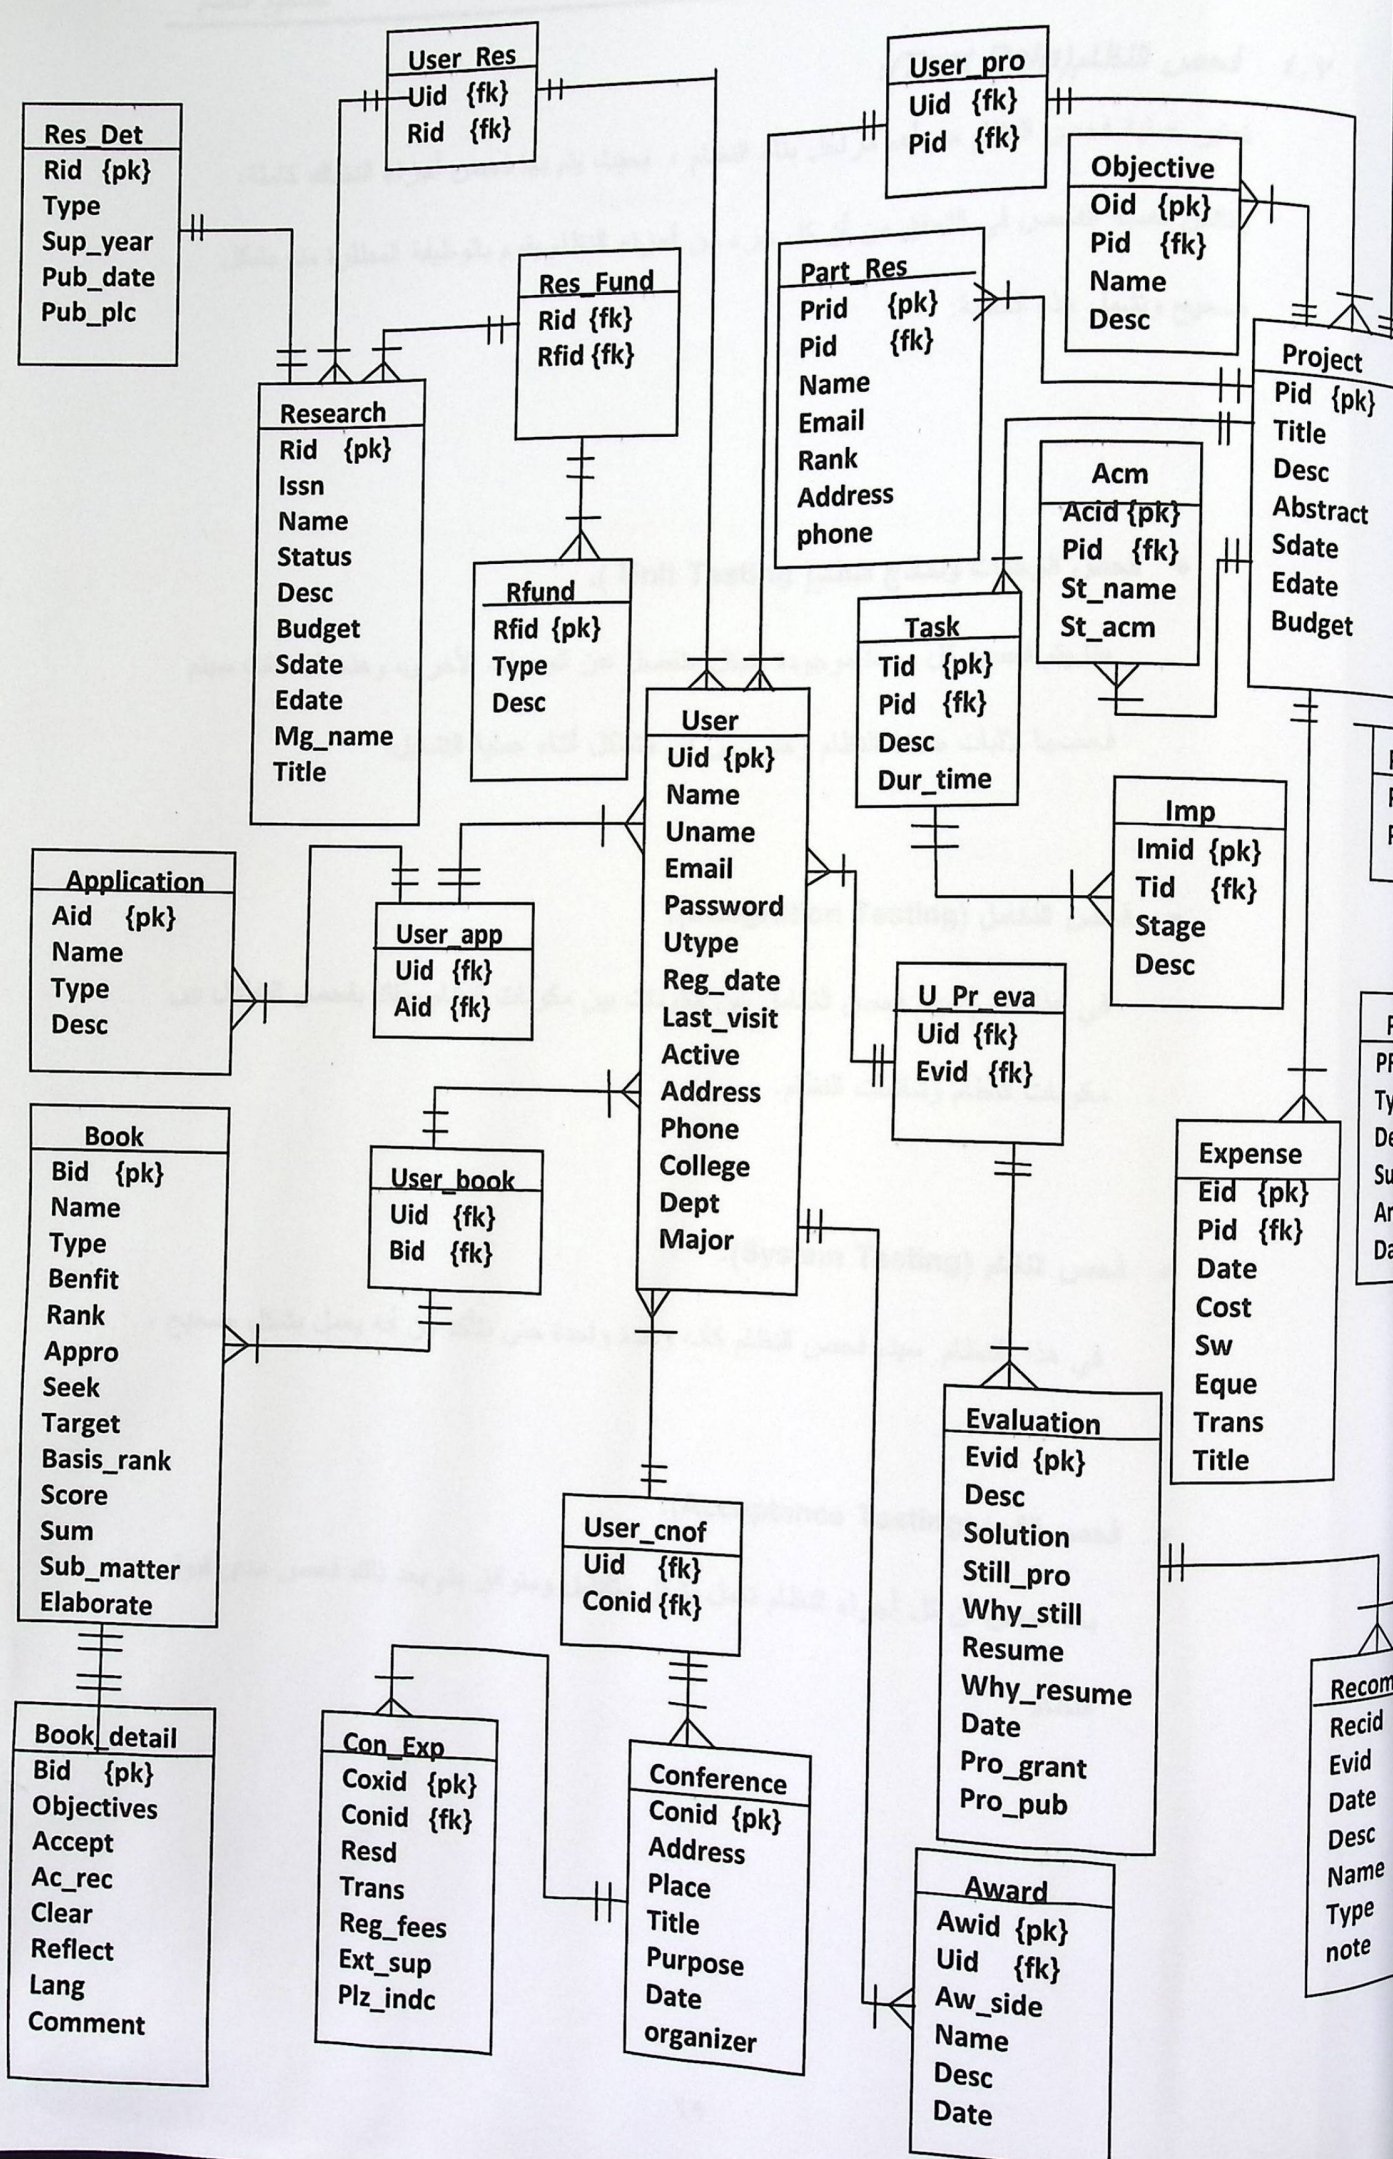 User_Res
Uid {fk}
Rid {fk}
User_pro
Uid {fk}
Pid {fk}
Res_Det
Rid {pk}
Type
Sup_year
Pub_date
Pub_plc
Objective
Oid {pk}
Pid {fk}
Name
Desc
Part_Res
Prid {pk}
Pid {fk}
Name
Email
Rank
Address
phone
Res_Fund
Rid {fk}
Rfid {fk}
Project
Pid {pk}
Title
Desc
Abstract
Sdate
Edate
Budget
Research
Rid {pk}
Issn
Name
Status
Desc
Budget
Sdate
Edate
Mg_name
Title
Acm
Acid {pk}
Pid {fk}
St_name
St_acm
Rfund
Rfid {pk}
Type
Desc
Task
Tid {pk}
Pid {fk}
Desc
Dur_time
User
Uid {pk}
Name
Uname
Email
Password
Utype
Reg_date
Last_visit
Active
Address
Phone
College
Dept
Major
Imp
Imid {pk}
Tid {fk}
Stage
Desc
Application
Aid {pk}
Name
Type
Desc
User_app
Uid {fk}
Aid {fk}
U_Pr_eva
Uid {fk}
Evid {fk}
Book
Bid {pk}
Name
Type
Benfit
Rank
Appro
Seek
Target
Basis_rank
Score
Sum
Sub_matter
Elaborate
User_book
Uid {fk}
Bid {fk}
Expense
Eid {pk}
Pid {fk}
Date
Cost
Sw
Eque
Trans
Title
Evaluation
Evid {pk}
Desc
Solution
Still_pro
Why_still
Resume
Why_resume
Date
Pro_grant
Pro_pub
User_cnof
Uid {fk}
Conid {fk}
Recom
Recid
Evid
Date
Desc
Name
Type
note
Book_detail
Bid {pk}
Objectives
Accept
Ac_rec
Clear
Reflect
Lang
Comment
Con_Exp
Coxid {pk}
Conid {fk}
Resd
Trans
Reg_fees
Ext_sup
Plz_indc
Conference
Conid {pk}
Address
Place
Title
Purpose
Date
organizer
Award
Awid {pk}
Uid {fk}
Aw_side
Name
Desc
Date